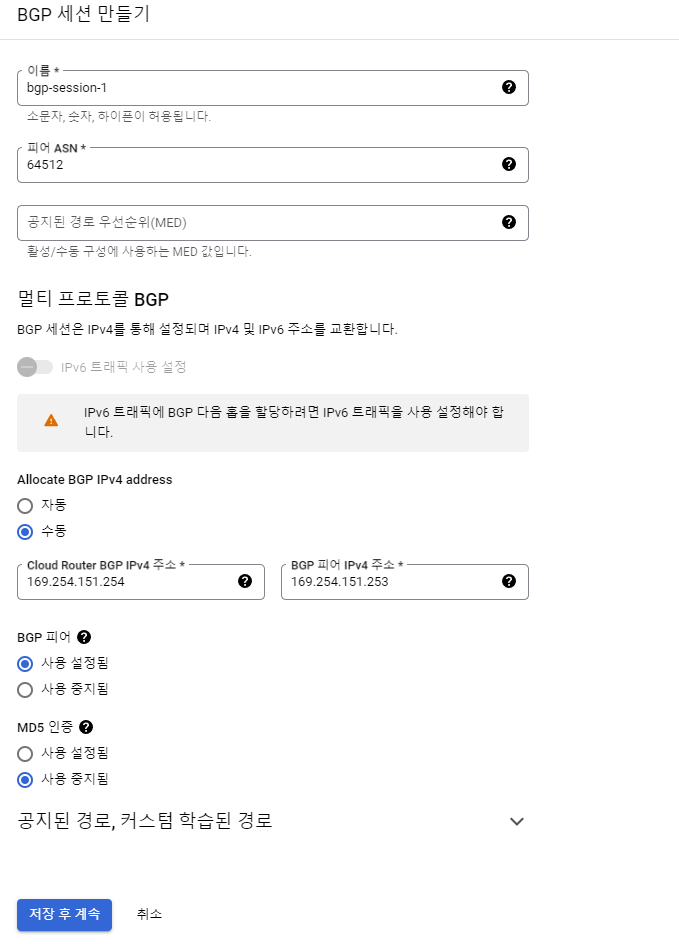 BGP 세션 만들기
이름 *
bgp-session-1
소문자, 숫자, 하이픈이 허용됩니다.
피어 ASN *
64512
공지된 경로 우선순위(MED)
활성/수동 구성에 사용하는 MED 값입니다.
멀티 프로토콜 BGP
BGP 세션은 IPv4를 통해 설정되며 IPv4 및 IPv6 주소를 교환합니다.
IPv6 트래픽 사용 설정
IPv6 트래픽에 BGP 다음 홉을 할당하려면 IPv6 트래픽을 사용 설정해야 합
니다.
Allocate BGP IPv4 address
자동
수동
Cloud Router BGP IPv4 주소 *
169.254.151.254
BGP 피어 IPv4 주소 *
169.254.151.253
BGP 피어
사용 설정됨
사용 중지됨
MD5 인증
사용 설정됨
사용 중지됨
공지된 경로, 커스텀 학습된 경로
저장 후 계속 취소